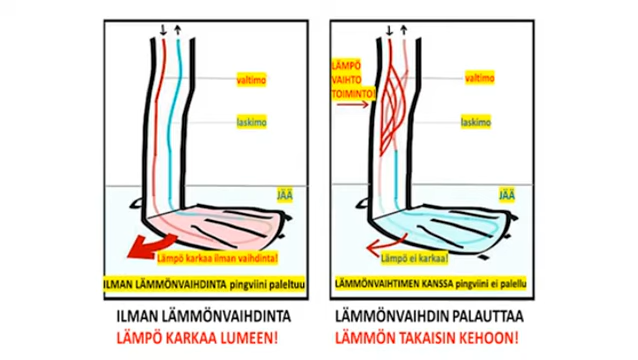 valtimo
laskimo
JÄÄ
Lämpö karkaa ilman vaihdinta!
ILMAN LÄMMÖNVAIHDINTA pingviini paleltuu
ILMAN LÄMMÖNVAIHDINTA
LÄMPÖ KARKAA LUMEEN!
LÄMPÖ
VAIHTO
TOIMINTO!
valtimo
laskimo
JÄÄ
Lämpö ei karkaa!
LÄMMÖNVAIHTIMEN KANSSA pingviini ei palellu
LÄMMÖNVAIHDIN PALAUTTAA
LÄMMÖN TAKAISIN KEHOON!